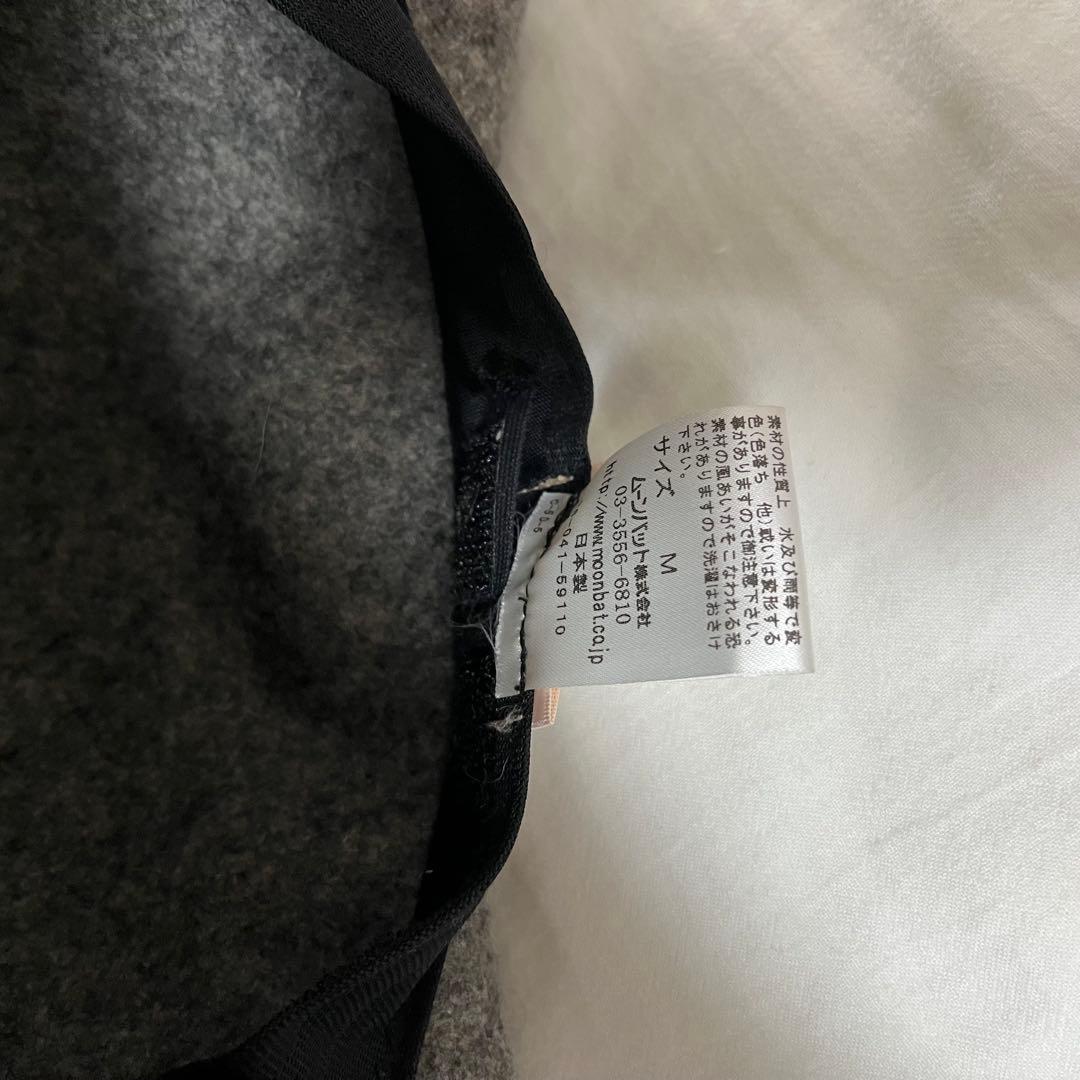 素材の性質上 水及び雨等で変
色(色落ち 他)或いは変形する
事がありますので御注意下さい。
素材の風あいがそこなわれる恐
れがありますので洗濯はおさけ
下さい。
サイズ M
ムーンバット株式会社
03-3556-6810
http://www.moonbat.co.jp
日本製
041-59110